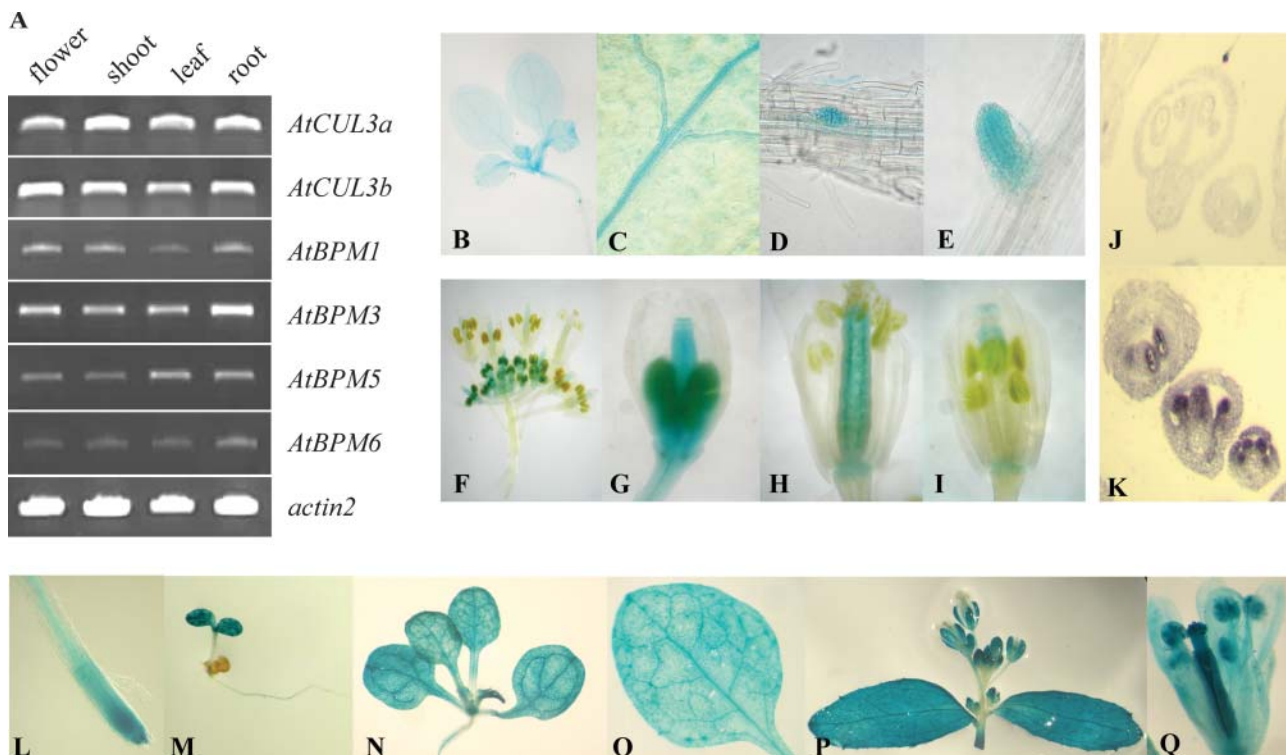 A
flower shoot leaf root
AtCUL3a
AtCUL3b
AtBPM1
AtBPM3
AtBPM5
AtBPM6
actin2
B C D E
F G H I
J
K
L M N O P Q